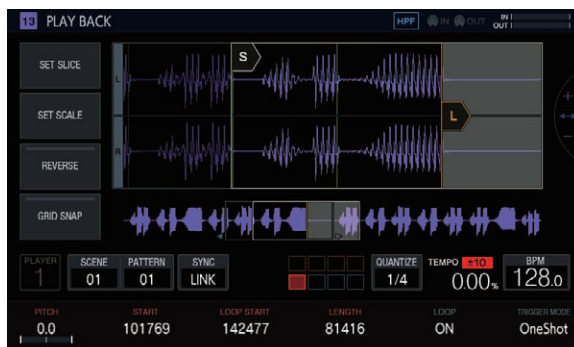 13 PLAY BACK HPF IN OUT IN OUT
SET SLICE
S
L
SET SCALE
L
REVERSE
R
GRID SNAP
PLAYER 1
SCENE 01
PATTERN 01
SYNC LINK
QUANTIZE 1/4
TEMPO ±10 0.00%
BPM 128.0
PITCH START LOOP START LENGTH LOOP TRIGGER MODE
0.0 101769 142477 81416 ON OneShot